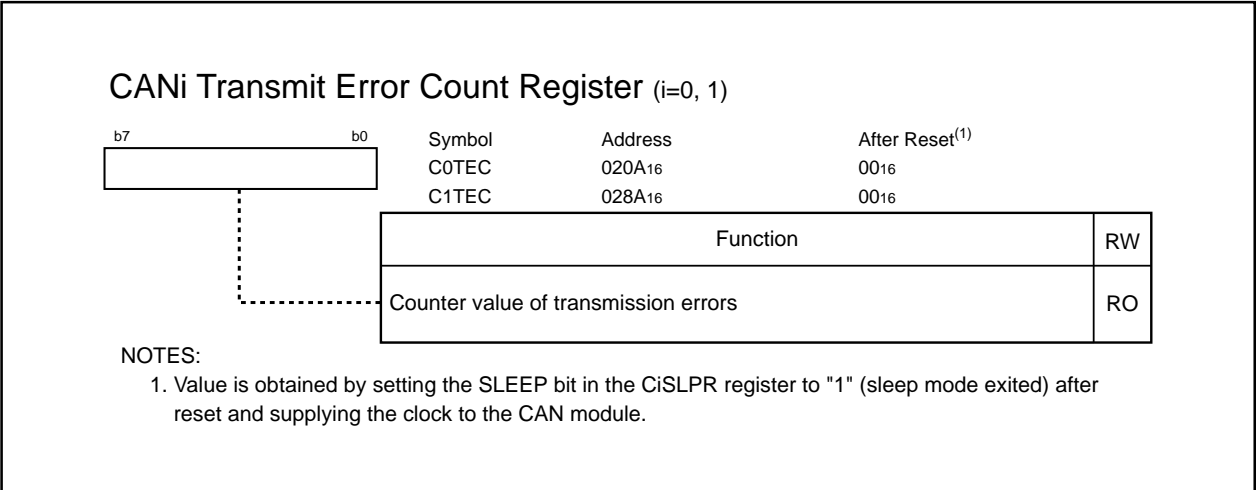 CANi Transmit Error Count Register (i=0, 1)
b7 b0 Symbol Address After Reset(1)
C0TEC 020A16 0016
C1TEC 028A16 0016
Function RW
Counter value of transmission errors RO
NOTES:
1. Value is obtained by setting the SLEEP bit in the CiSLPR register to "1" (sleep mode exited) after
reset and supplying the clock to the CAN module.